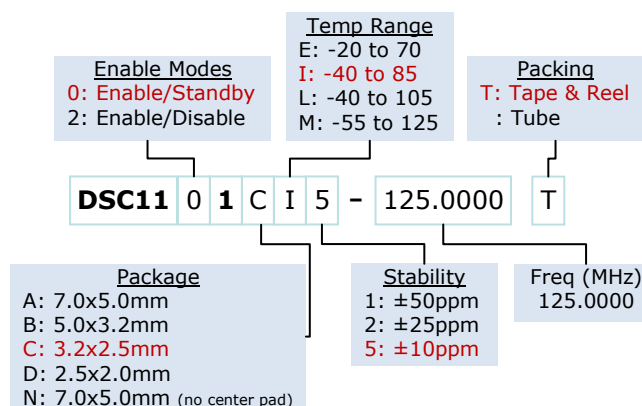 Temp Range
E: -20 to 70
I: -40 to 85
L: -40 to 105
M: -55 to 125
Enable Modes
0: Enable/Standby
2: Enable/Disable
Packing
T: Tape & Reel
: Tube
DSC11 0 1 C I 5 - 125.0000 T
Package
A: 7.0x5.0mm
B: 5.0x3.2mm
C: 3.2x2.5mm
D: 2.5x2.0mm
N: 7.0x5.0mm (no center pad)
Stability
1: ±50ppm
2: ±25ppm
5: ±10ppm
Freq (MHz)
125.0000